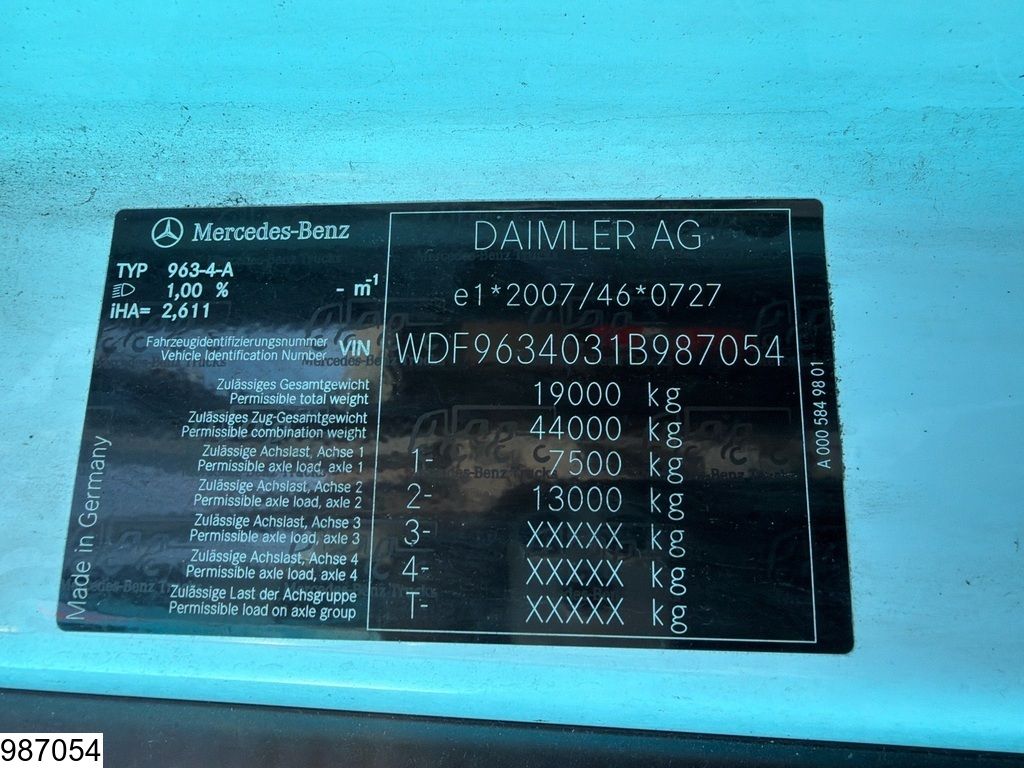 Mercedes-Benz
DAIMLER AG
TYP 963-4-A
1,00 % - m-1
iHA= 2,611
e1*2007/46*0727
Fahrzeugidentifizierungsnummer
Vehicle Identification Number VIN WDF9634031B987054
Zulässiges Gesamtgewicht
Permissible total weight 19000 kg
Zulässiges Zug-Gesamtgewicht
Permissible combination weight 44000 kg
Zulässige Achslast, Achse 1
Permissible axle load, axle 1 1- 7500 kg
Zulässige Achslast, Achse 2
Permissible axle load, axle 2 2- 13000 kg
Zulässige Achslast, Achse 3
Permissible axle load, axle 3 3- XXXXX kg
Zulässige Achslast, Achse 4
Permissible axle load, axle 4 4- XXXXX kg
Zulässige Last der Achsgruppe
Permissible load on axle group T- XXXXX kg
Made in Germany
A 000 584 98 01
987054